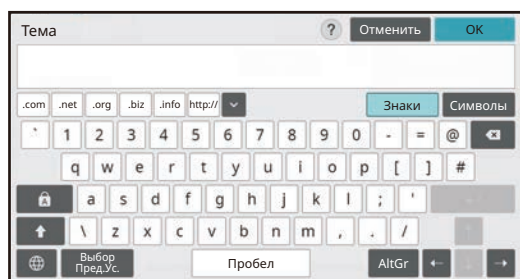 Тема ? Отменить OK
.com .net .org .biz .info http:// Знаки Символы
` 1 2 3 4 5 6 7 8 9 0 - = @
q w e r t y u i o p [ ] #
A a s d f g h j k l ; '
\ z x c v b n m , . /
Выбор
Пред.Ус. Пробел AltGr